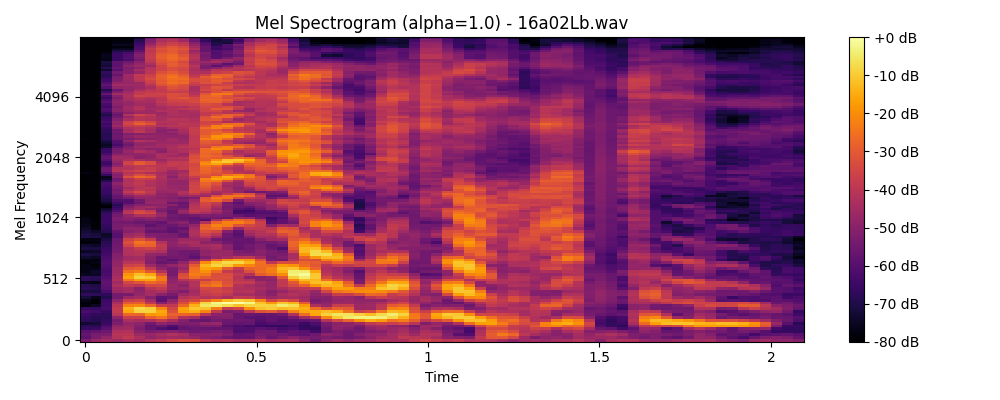 Mel Spectrogram (alpha=1.0) - 16a02Lb.wav
Mel Frequency
4096
2048
1024
512
0
0
0.5
1
1.5
2
Time
+0 dB
-10 dB
-20 dB
-30 dB
-40 dB
-50 dB
-60 dB
-70 dB
-80 dB